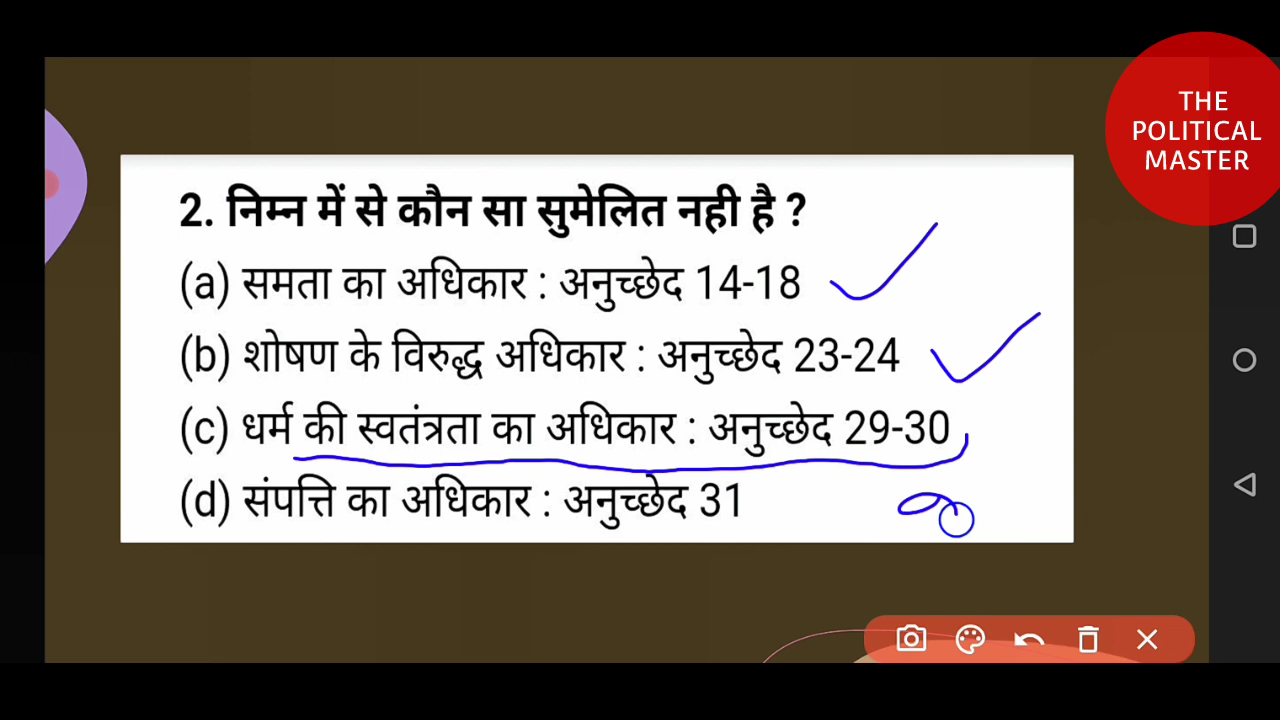 THE
POLITICAL
MASTER
2. निम्न में से कौन सा सुमेलित नही है ?
(a) समता का अधिकार : अनुच्छेद 14-18
(b) शोषण के विरुद्ध अधिकार : अनुच्छेद 23-24
(c) धर्म की स्वतंत्रता का अधिकार : अनुच्छेद 29-30
(d) संपत्ति का अधिकार : अनुच्छेद 31